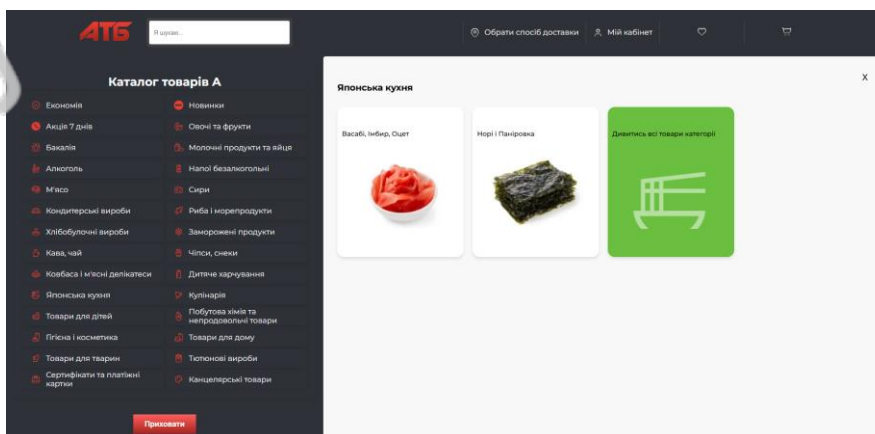 АТБ
Я шукаю...
Обрати спосіб доставки
Мій кабінет
Каталог товарів А
Економія
Новинки
Акція 7 днів
Овочі та фрукти
Бакалія
Молочні продукти та яйця
Алкоголь
Напої безалкогольні
М'ясо
Сири
Кондитерські вироби
Риба і морепродукти
Хлібобулочні вироби
Заморожені продукти
Кава, чай
Чіпси, снеки
Ковбаса і м'ясні делікатеси
Дитяче харчування
Японська кухня
Кулінарія
Товари для дітей
Побутова хімія та
непродовольчі товари
Гігієна і косметика
Товари для дому
Товари для тварин
Тютюнові вироби
Сертифікати та платіжні
картки
Канцелярські товари
Приховати
X
Японська кухня
Васабі, Імбир, Оцет
Норі і Паніровка
Дивитись всі товари категорії